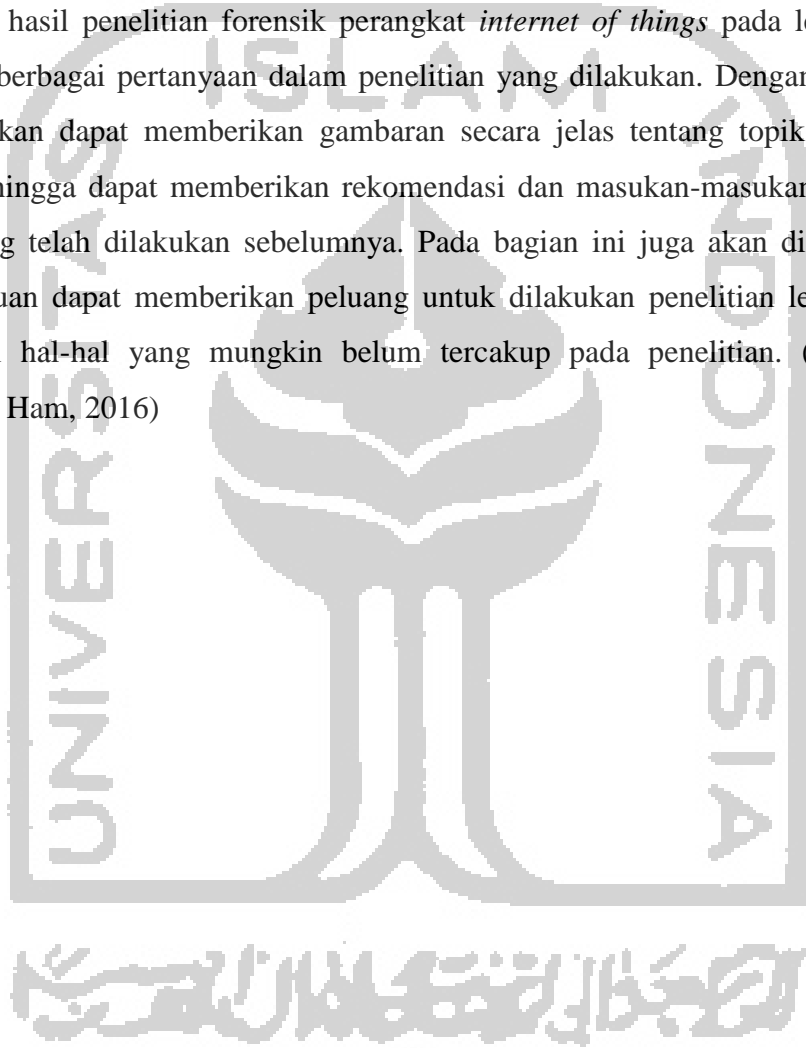 hasil penelitian forensik perangkat internet of things pada l
berbagai pertanyaan dalam penelitian yang dilakukan. Dengan
kan dapat memberikan gambaran secara jelas tentang topik
hingga dapat memberikan rekomendasi dan masukan-masukan
g telah dilakukan sebelumnya. Pada bagian ini juga akan di
uan dapat memberikan peluang untuk dilakukan penelitian le
hal-hal yang mungkin belum tercakup pada penelitian. (
Ham, 2016)
UNIVERSITAS
ISLAM
INDONESIA